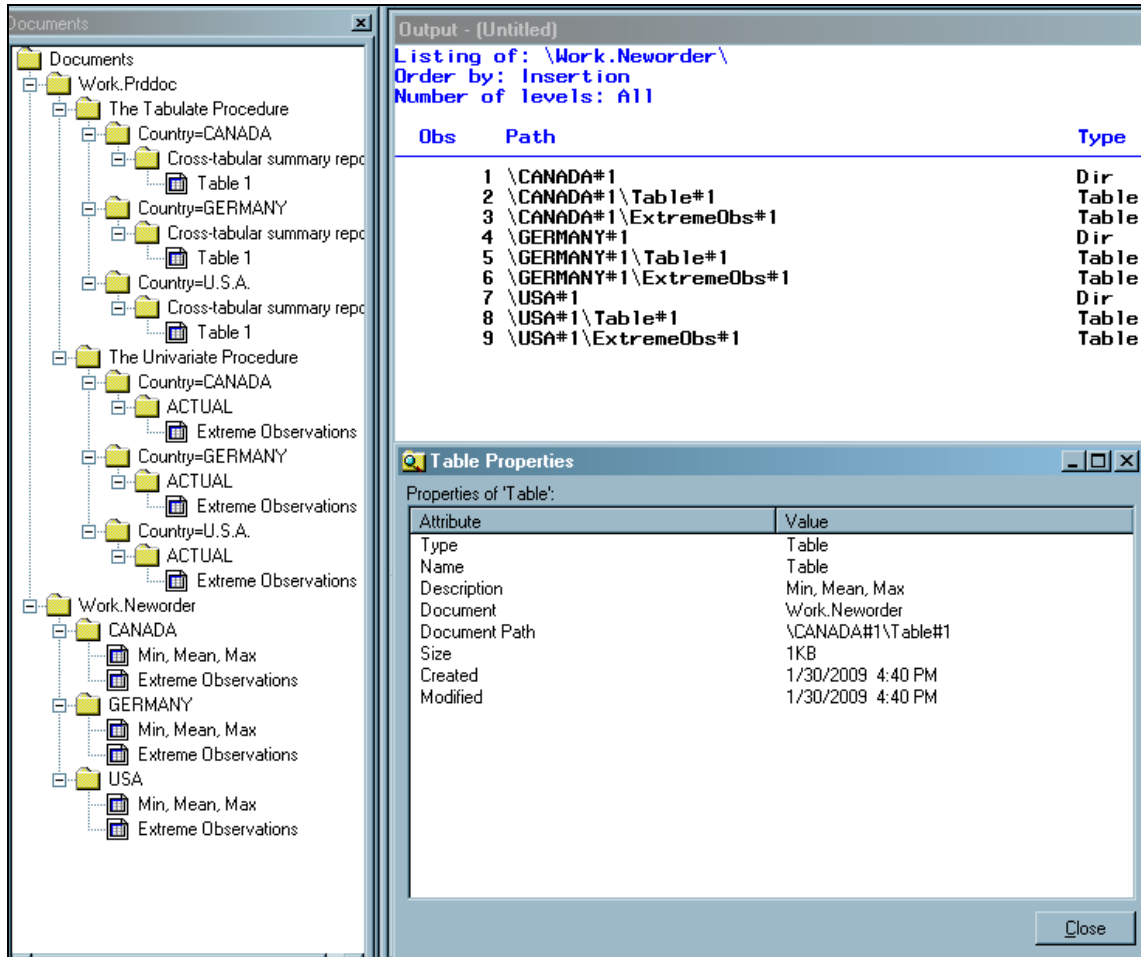 Documents
Documents
Work.Prddoc
The Tabulate Procedure
Country=CANADA
Cross-tabular summary repo
Table 1
Country=GERMANY
Cross-tabular summary repo
Table 1
Country=U.S.A.
Cross-tabular summary repo
Table 1
The Univariate Procedure
Country=CANADA
ACTUAL
Extreme Observations
Country=GERMANY
ACTUAL
Extreme Observations
Country=U.S.A.
ACTUAL
Extreme Observations
Work.Neworder
CANADA
Min, Mean, Max
Extreme Observations
GERMANY
Min, Mean, Max
Extreme Observations
USA
Min, Mean, Max
Extreme Observations
Output - (Untitled)
Listing of: \Work.Neworder\
Order by: Insertion
Number of levels: All
Obs Path Type
1 \CANADA#1 Dir
2 \CANADA#1\Table#1 Table
3 \CANADA#1\ExtremeObs#1 Table
4 \GERMANY#1 Dir
5 \GERMANY#1\Table#1 Table
6 \GERMANY#1\ExtremeObs#1 Table
7 \USA#1 Dir
8 \USA#1\Table#1 Table
9 \USA#1\ExtremeObs#1 Table
Table Properties
Properties of 'Table':
Attribute Value
Type Table
Name Table
Description Min, Mean, Max
Document \Work.Neworder
Document Path \CANADA#1\Table#1
Size 1KB
Created 1/30/2009 4:40 PM
Modified 1/30/2009 4:40 PM
Close